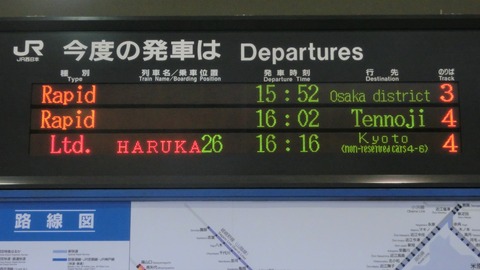 JR 今度の発車は Departures
JR西日本
種別 列車名／乗車位置 発車時刻 行先 のりば
Type Train Name/Boarding Position Departure Time Destination Track
Rapid 15:52 Osaka district 3
Rapid 16:02 Tennoji 4
Ltd. HARUKA26 16:16 Kyoto 4
(non-reserved cars4-6)
路線図